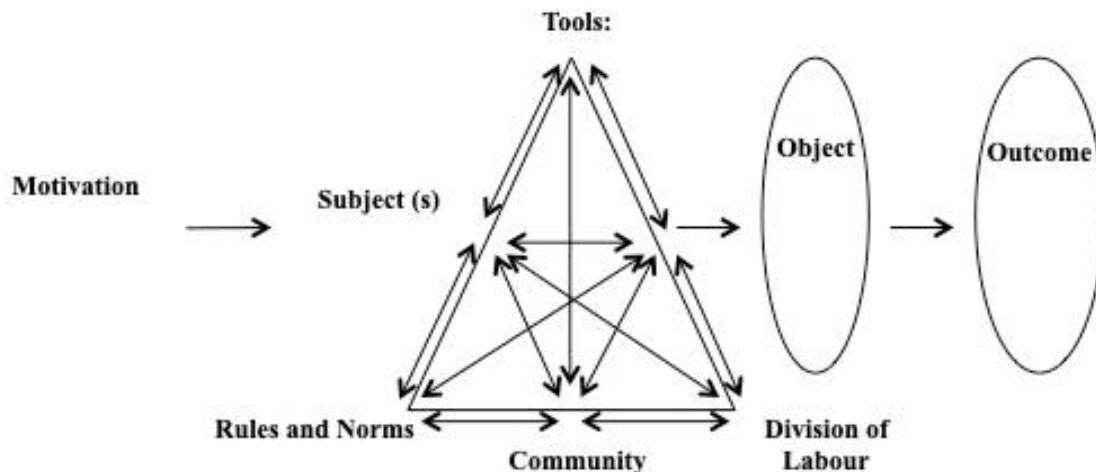 Tools:
Object
Outcome
Motivation
Subject (s)
Rules and Norms
Community
Division of
Labour